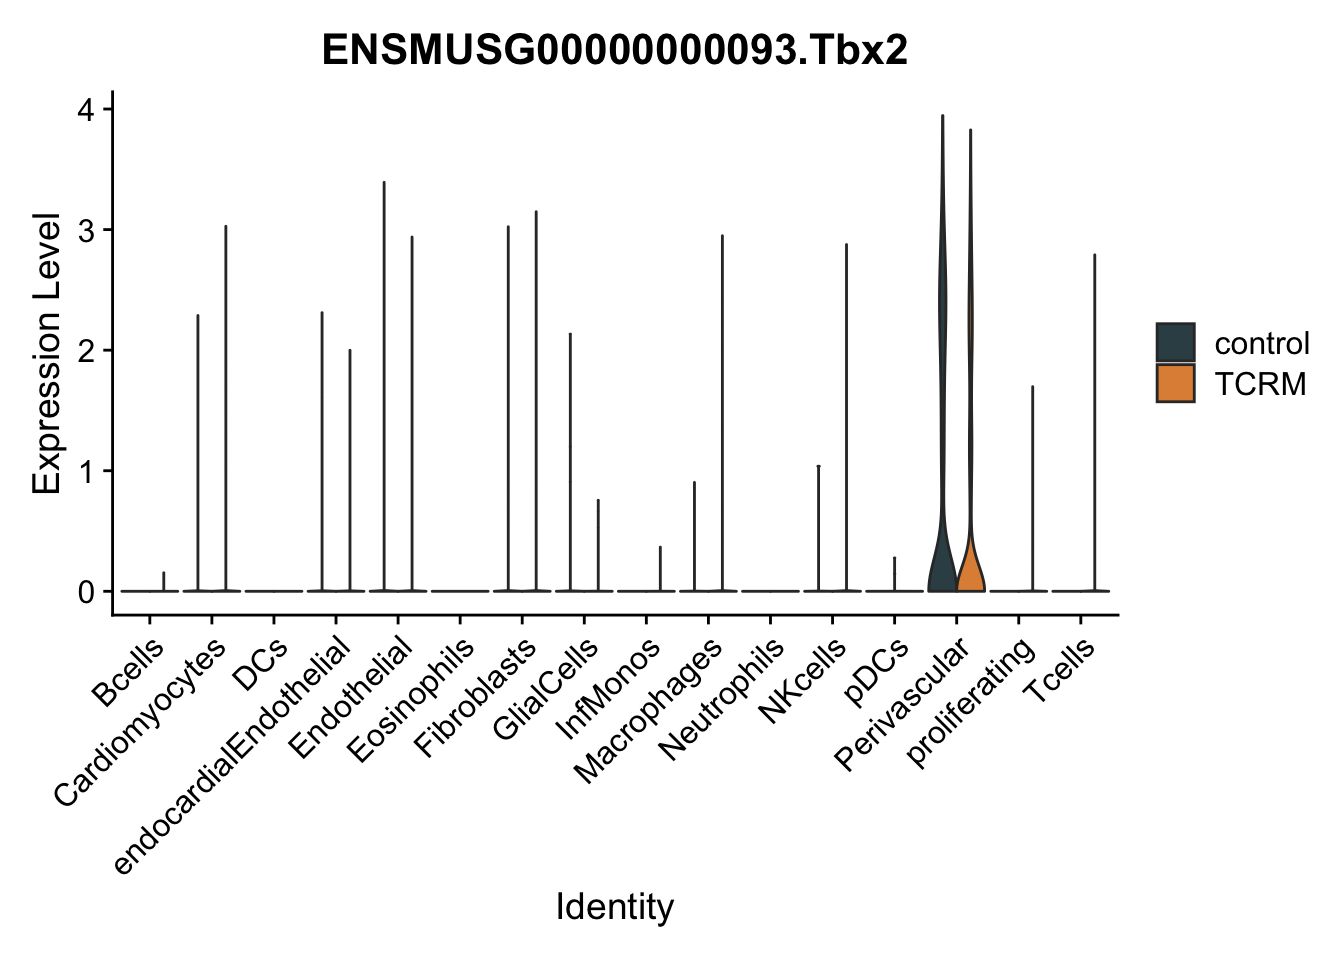 ENSMUSG00000000093.Tbx2
Expression Level
4
3
2
1
0
Bcells
Cardiomyocytes
DCs
endocardialEndothelial
Endothelial
Eosinophils
Fibroblasts
GlialCells
InfMonos
Macrophages
Neutrophils
NKcells
pDCs
Perivascular
proliferating
Tcells
Identity
control
TCRM